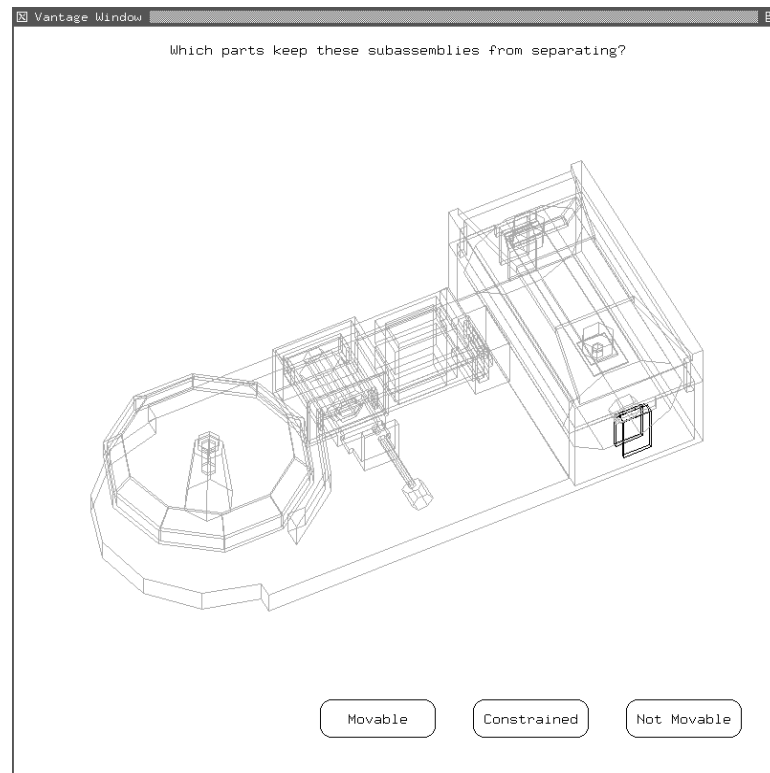 Vantage Window
Which parts keep these subassemblies from separating?
Movable
Constrained
Not Movable